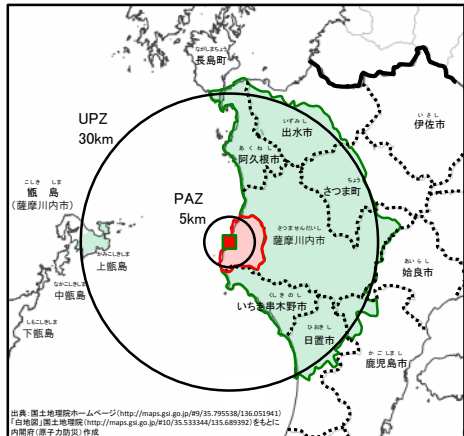 ながしまちょう
長島町
UPZ
30km
いずみし
出水市
いさし
伊佐市
あくねし
阿久根市
ちょう
さつま町
こしきしま
甑島
(薩摩川内市)
PAZ
5km
さつませんだいし
薩摩川内市
かみこしきしま
上甑島
あいらし
姶良市
なかこしきしま
中甑島
くしきのし
いちき串木野市
しもこしきしま
下甑島
ひおきし
日置市
かごしまし
鹿児島市
出典:国土地理院ホームページ(http://maps.gsi.go.jp/#9/35.795538/136.051941)
「白地図」国土地理院(http://maps.gsi.go.jp/#10/35.533344/135.689392)をもとに
内閣府(原子力防災)作成